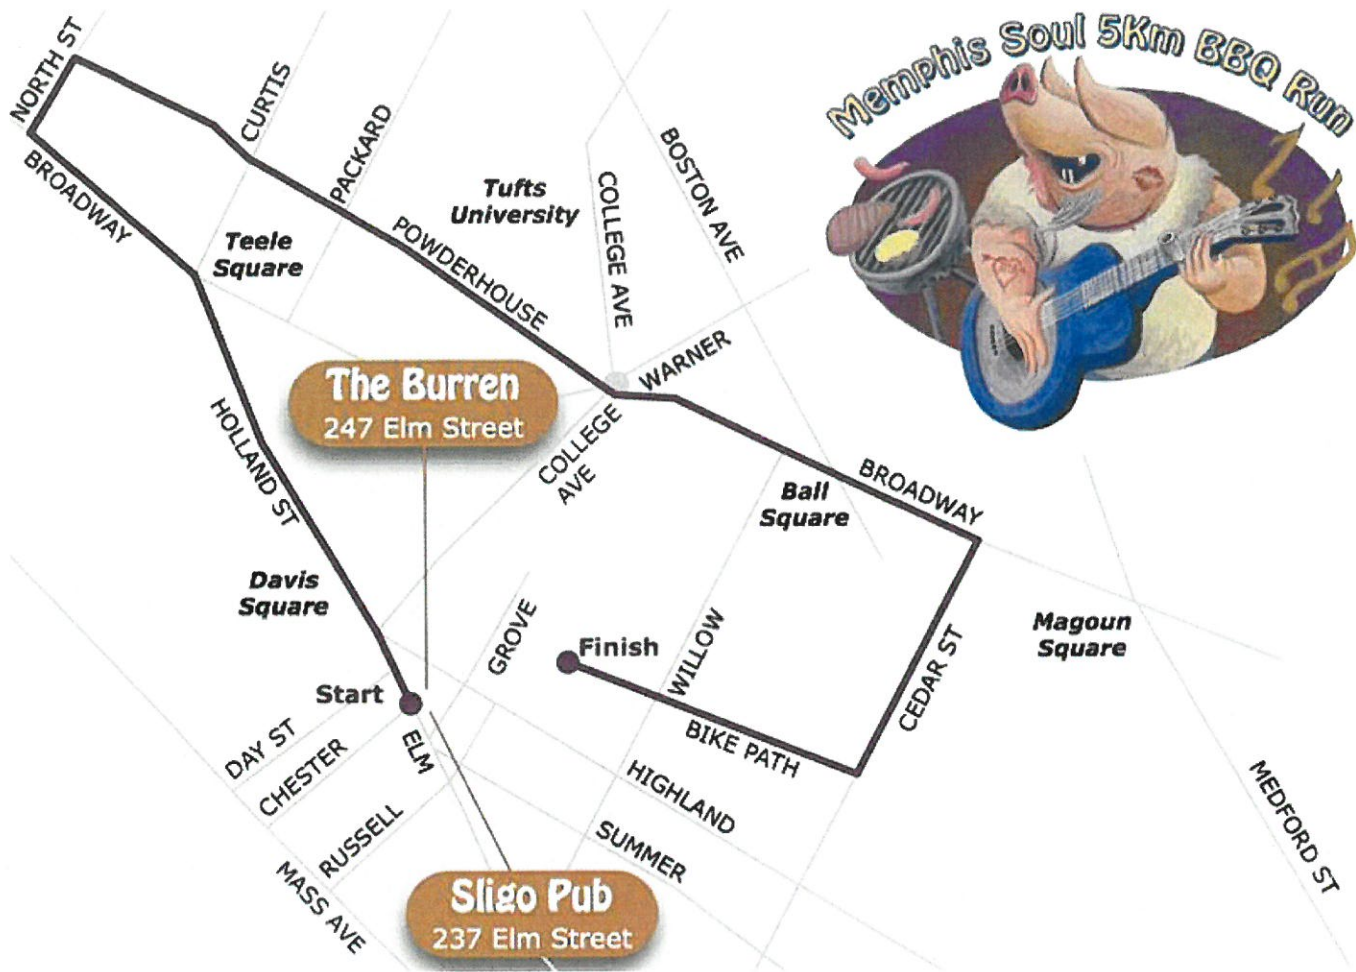 Memphis Soul 5Km BBQ Run
NORTH ST
CURTIS
PACKARD
BOSTON AVE
BROADWAY
Tufts
University
COLLEGE AVE
Teele
Square
POWDERHOUSE
WARNER
The Burren
247 Elm Street
HOLLAND ST
COLLEGE
AVE
BROADWAY
Ball
Square
Davis
Square
GROVE
Finish
WILLOW
CEDAR ST
Magoun
Square
Start
DAY ST
CHESTER
ELM
BIKE PATH
HIGHLAND
RUSSELL
SUMMER
MEDFORD ST
MASS AVE
Sligo Pub
237 Elm Street